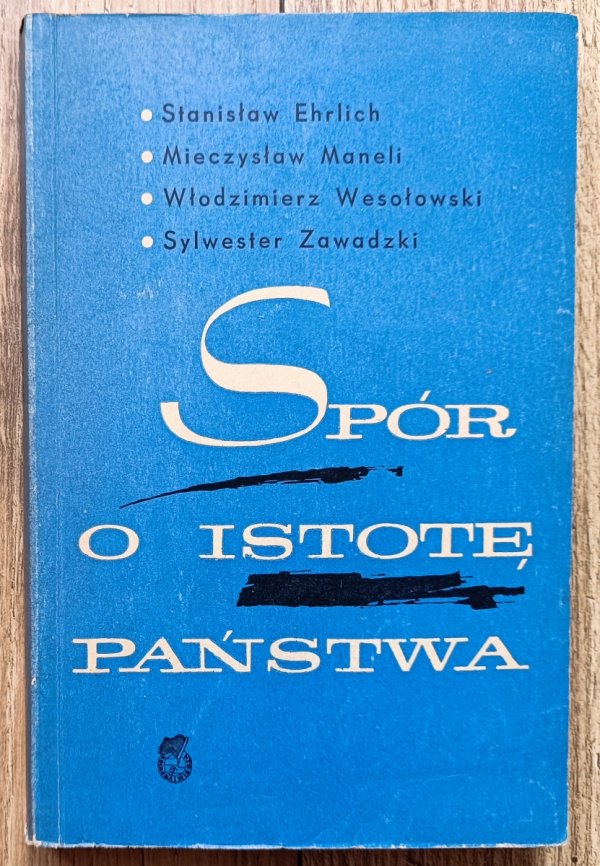 • Stanisław Ehrlich
• Mieczysław Maneli
• Włodzimierz Wesołowski
• Sylwester Zawadzki
SPÓR
O ISTOTĘ
PAŃSTWA